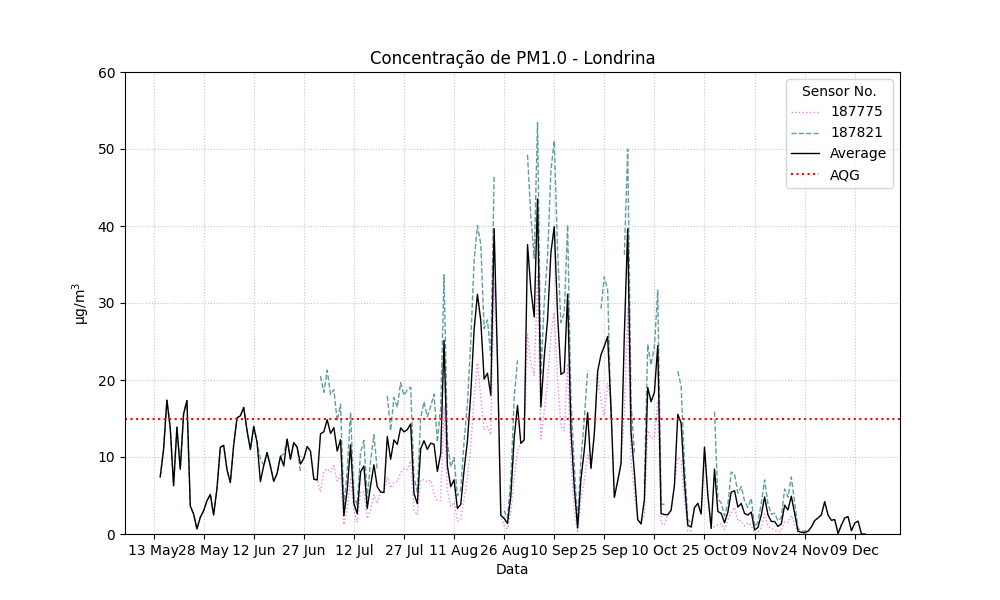 Concentração de PM1.0 - Londrina
Sensor No.
187775
187821
Average
AQG
60
50
40
30
20
10
0
µg/m³
13 May 28 May 12 Jun 27 Jun 12 Jul 27 Jul 11 Aug 26 Aug 10 Sep 25 Sep 10 Oct 25 Oct 09 Nov 24 Nov 09 Dec
Data